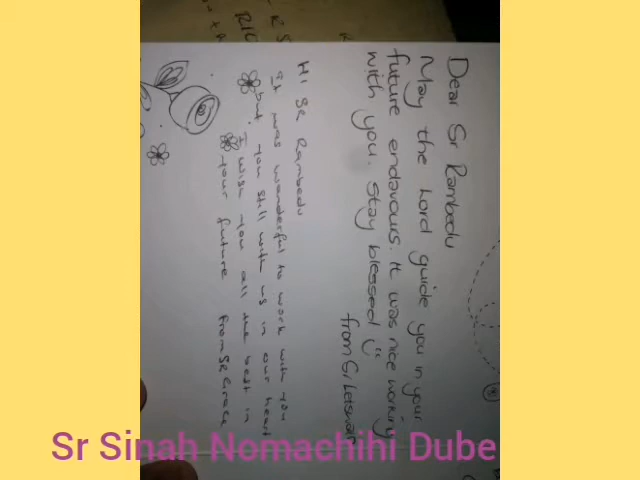 Dear Sr Rambedu
May the Lord guide you in your
future endavours. It was nice working
with you. Stay blessed
from Sr
Hi Sr Rambedu
It was wonderful to work with you
but you still with us in our heart
I wish you all the best in
your future From Sr Grace
Sr Sinah Nomachihi Dube